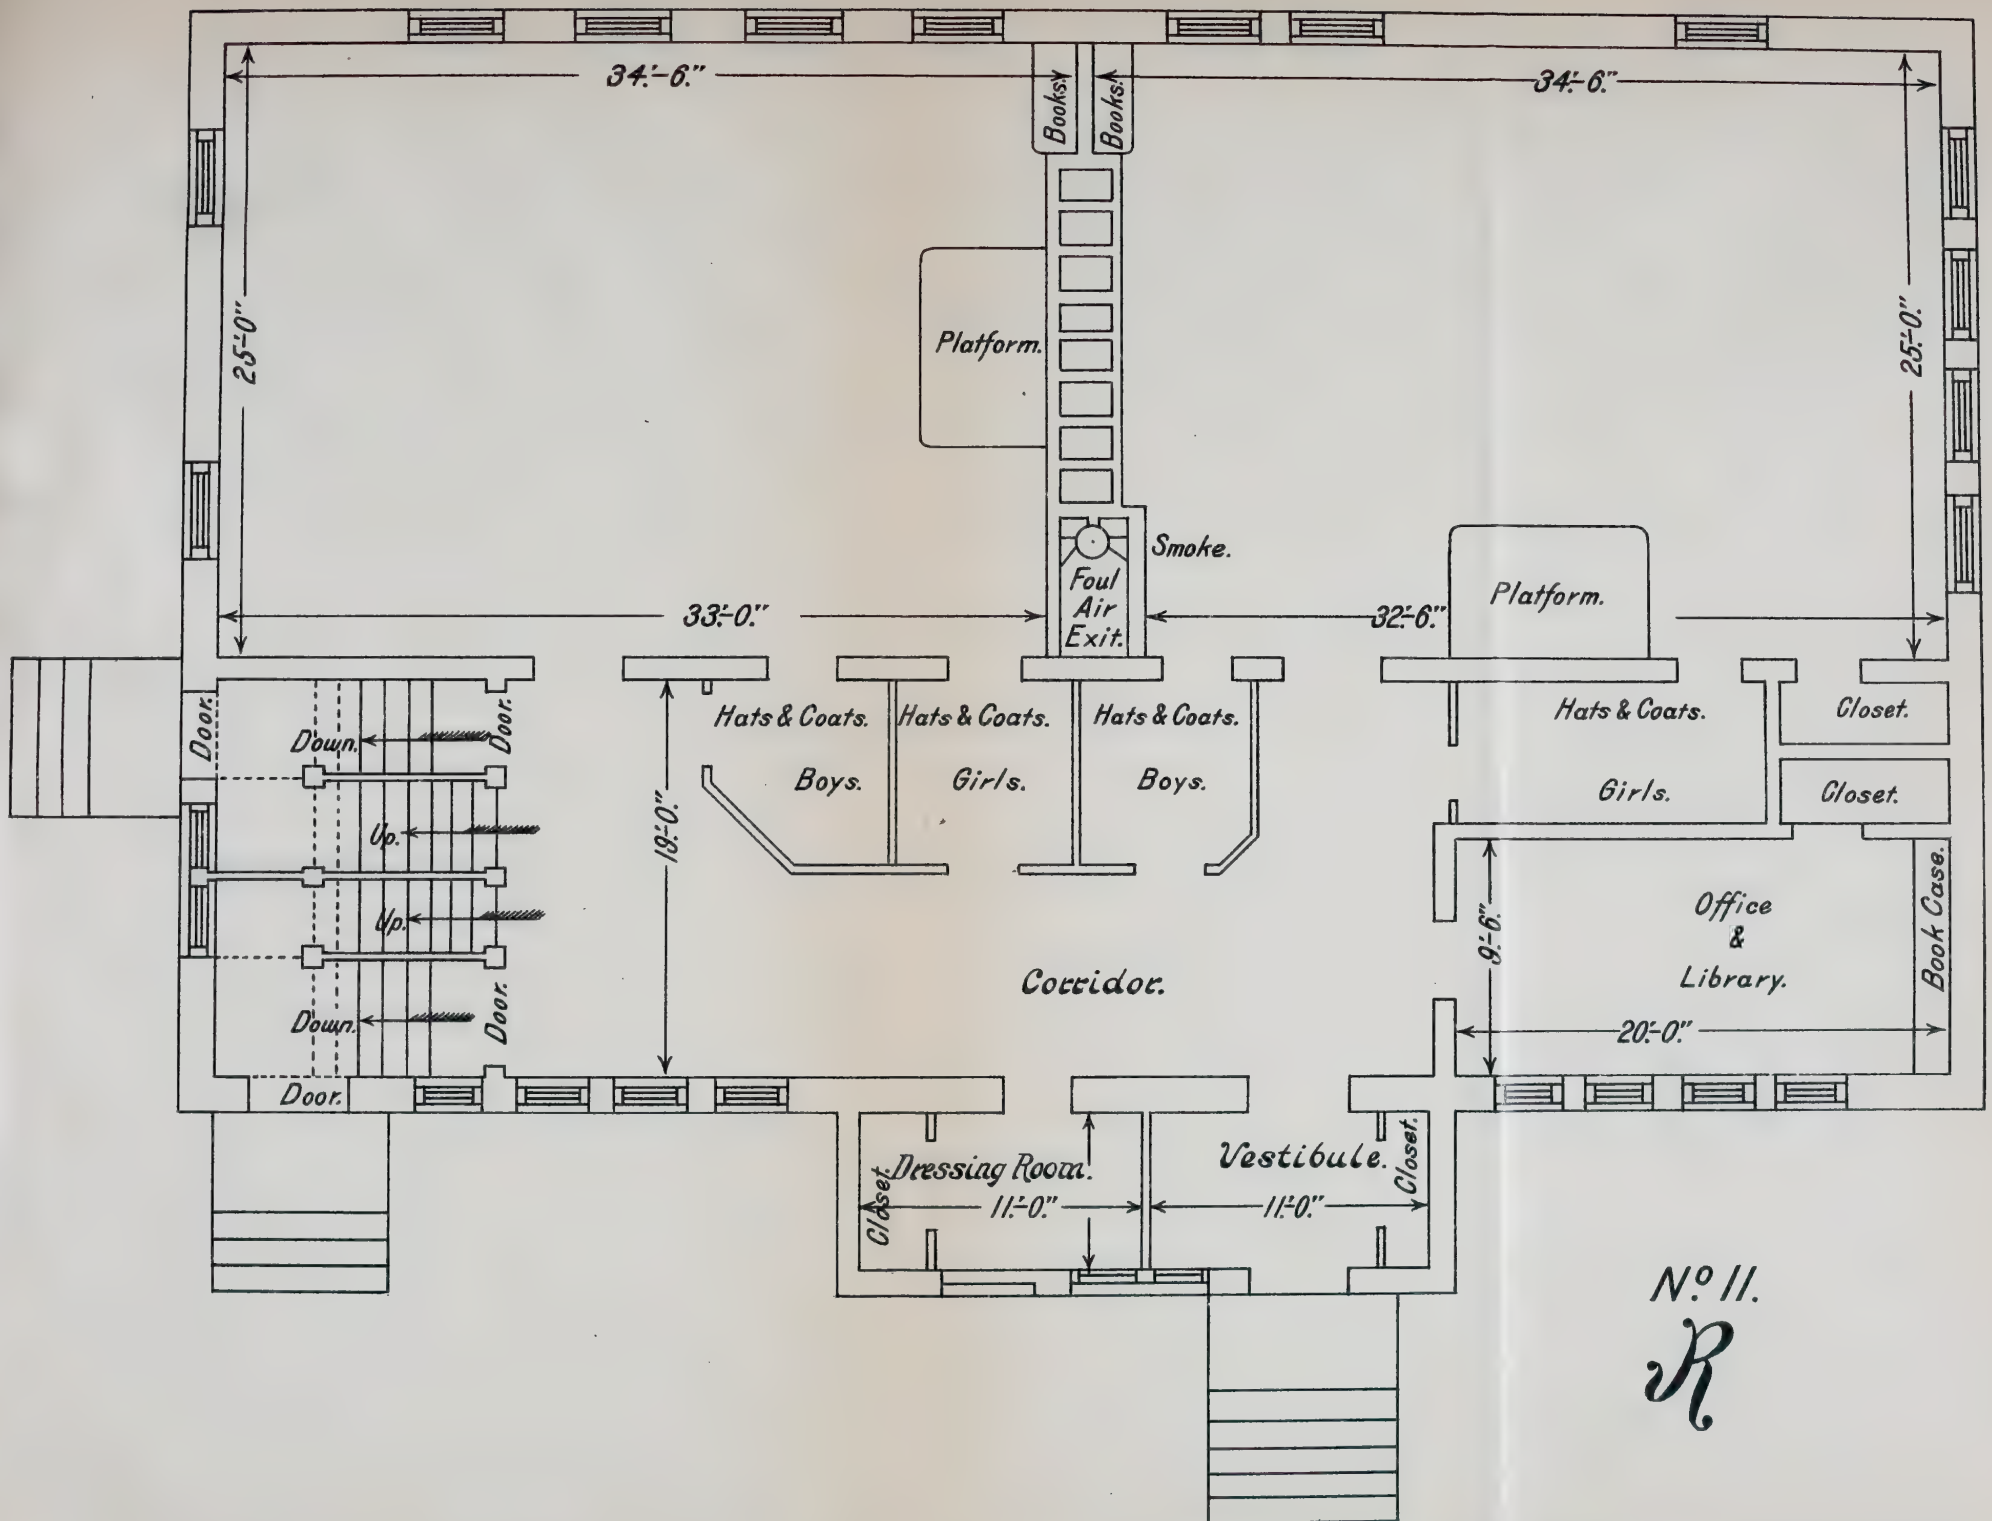 34'-6"
Books.
Books.
34'-6"
25'-0"
Platform.
25'-0"
Smoke.
Foul
Air
Exit.
Platform.
33'-0"
32'-6"
Door.
Down.
Door.
Hats & Coats.
Boys.
Hats & Coats.
Girls.
Hats & Coats.
Boys.
Hats & Coats.
Girls.
Closet.
Closet.
Up.
19'-0"
Up.
Corridor.
9'-6"
Office
&
Library.
Book Case.
20'-0"
Down.
Door.
Door.
Closet.
Dressing Room.
11'-0"
Vestibule.
11'-0"
Closet.
No. 11.
R